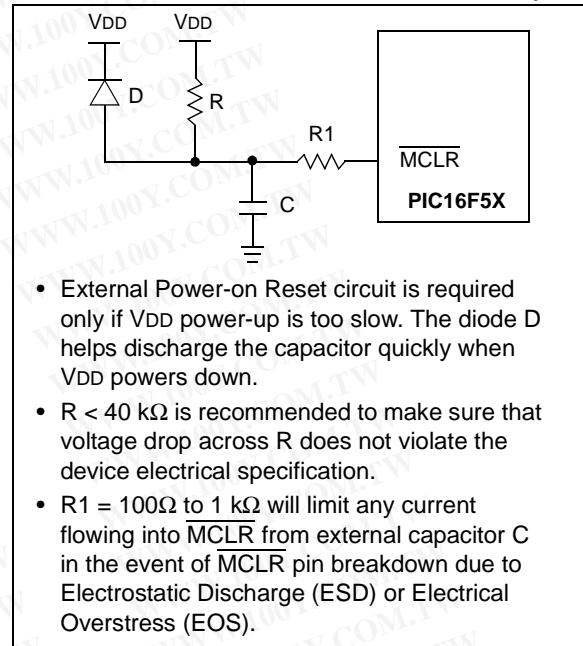 VDD VDD
D
R
R1
MCLR
C
PIC16F5X
• External Power-on Reset circuit is required
only if VDD power-up is too slow. The diode D
helps discharge the capacitor quickly when
VDD powers down.
• R < 40 kΩ is recommended to make sure that
voltage drop across R does not violate the
device electrical specification.
• R1 = 100Ω to 1 kΩ will limit any current
flowing into MCLR from external capacitor C
in the event of MCLR pin breakdown due to
Electrostatic Discharge (ESD) or Electrical
Overstress (EOS).
WWW.100Y.COM.TW